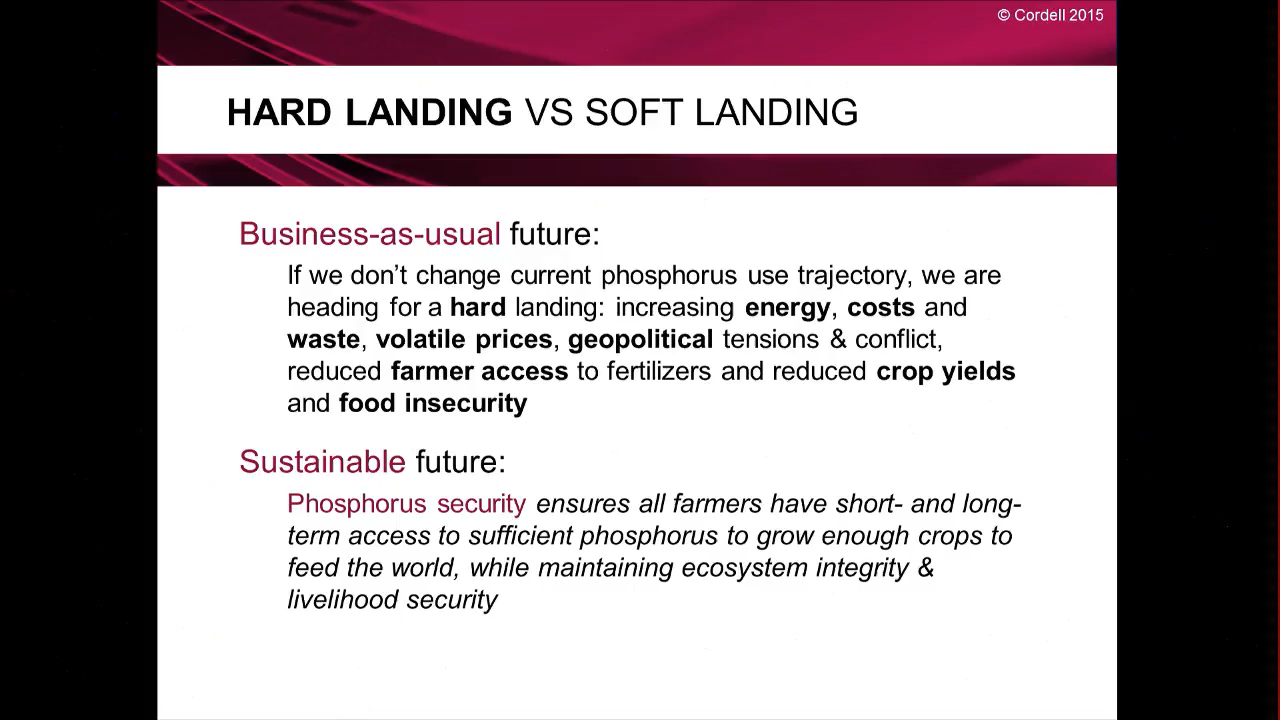 © Cordell 2015
HARD LANDING VS SOFT LANDING
Business-as-usual future:
If we don’t change current phosphorus use trajectory, we are
heading for a hard landing: increasing energy, costs and
waste, volatile prices, geopolitical tensions & conflict,
reduced farmer access to fertilizers and reduced crop yields
and food insecurity
Sustainable future:
Phosphorus security ensures all farmers have short- and long-
term access to sufficient phosphorus to grow enough crops to
feed the world, while maintaining ecosystem integrity &
livelihood security